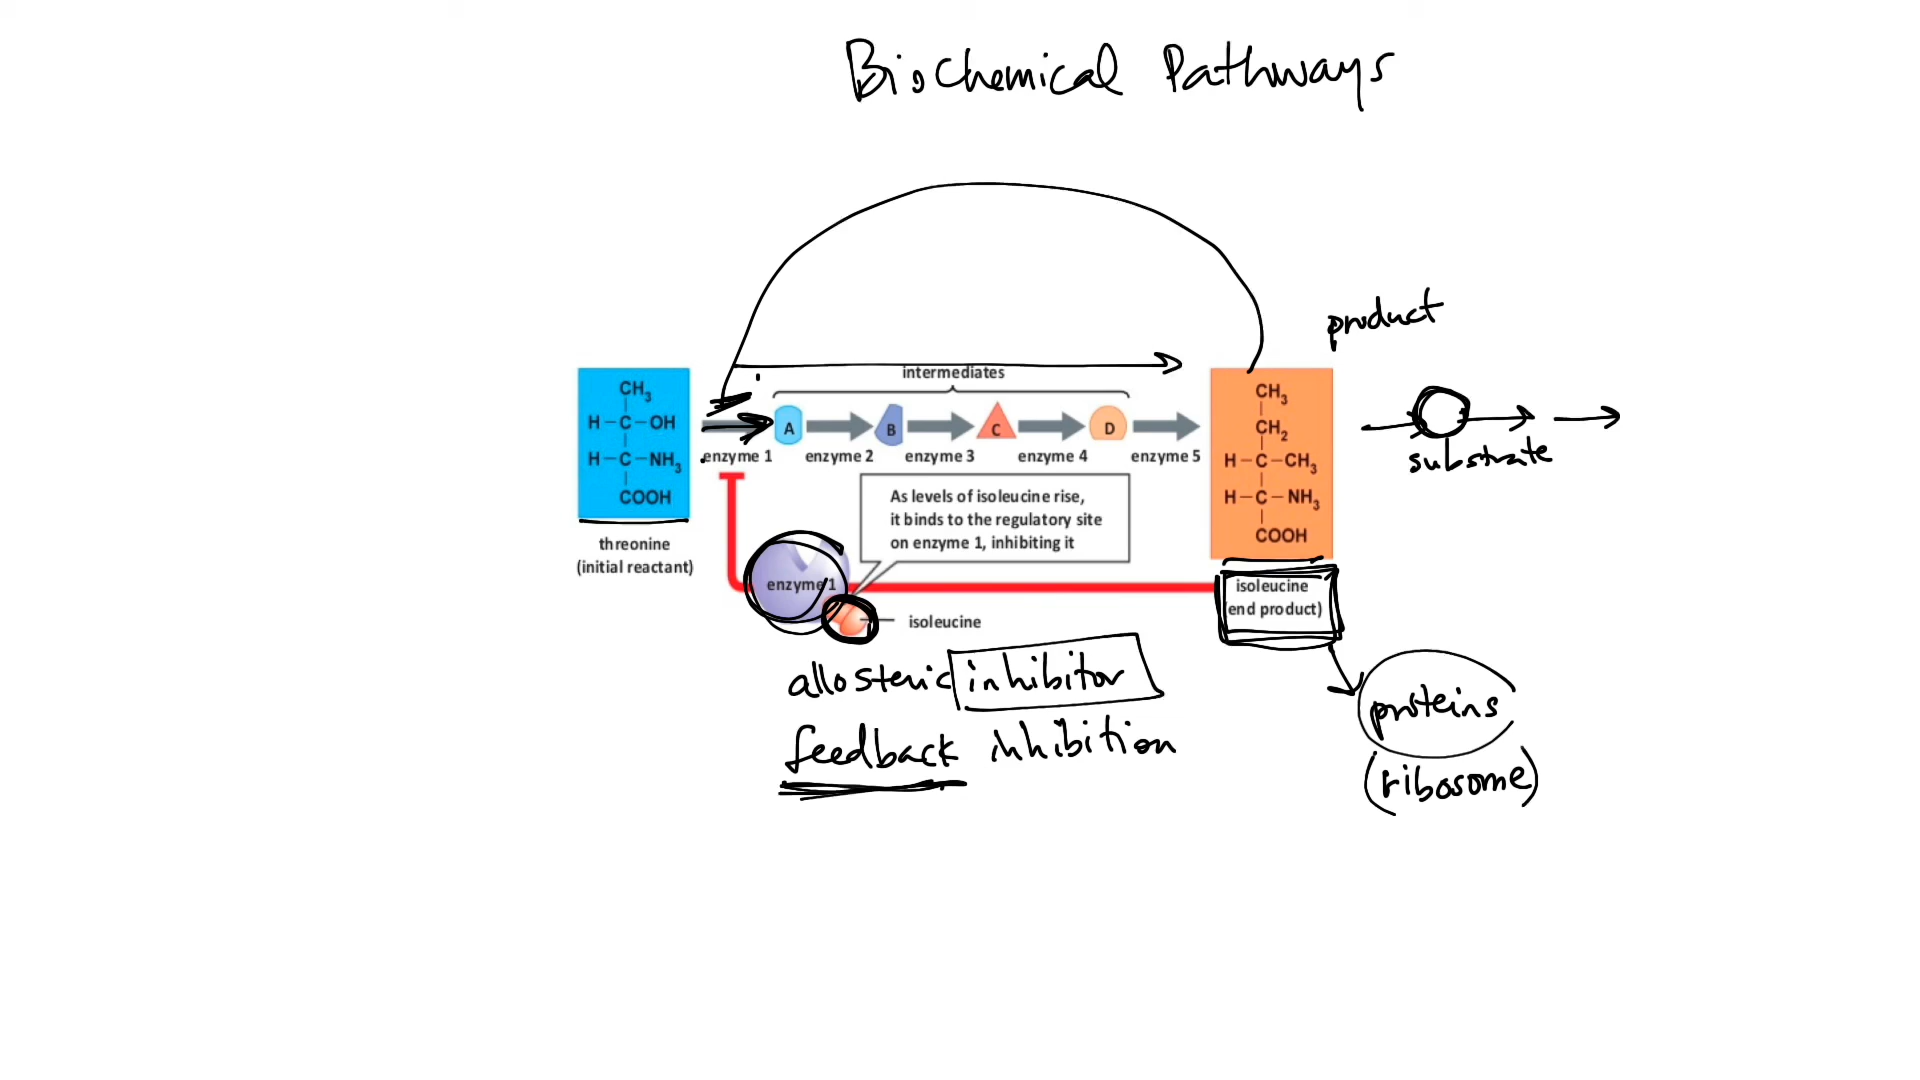 Biochemical Pathways
product
intermediates
CH3
H-C-OH
H-C-NH3
COOH
A
B
C
D
enzyme 1
enzyme 2
enzyme 3
enzyme 4
enzyme 5
CH3
CH2
H-C-CH3
H-C-NH3
COOH
substrate
As levels of isoleucine rise,
it binds to the regulatory site
on enzyme 1, inhibiting it
threonine
(initial reactant)
enzyme 1
isoleucine
(end product)
isoleucine
allosteric inhibitor
feedback inhibition
proteins
(ribosome)